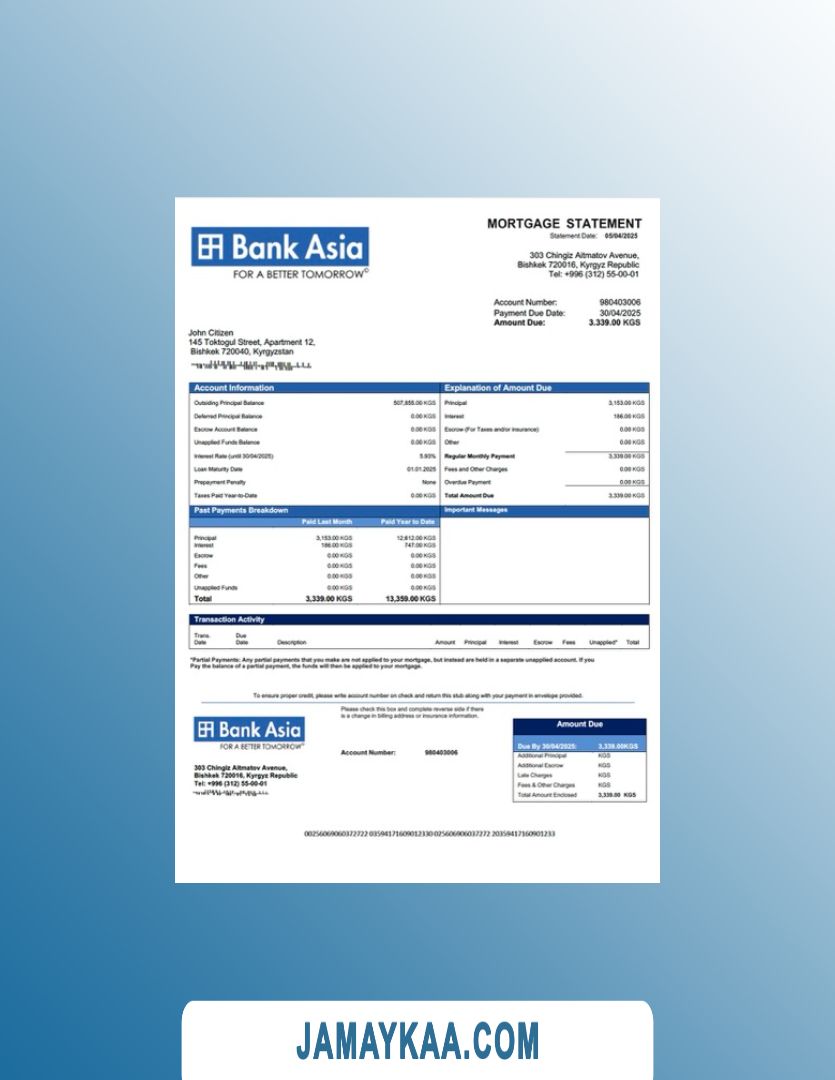 Bank Asia
FOR A BETTER TOMORROW©
MORTGAGE STATEMENT
Statement Date: 05/04/2025
303 Chingiz Aitmatov Avenue,
Bishkek 720016, Kyrgyz Republic
Tel: +996 (312) 55-00-01
Account Number: 980403006
Payment Due Date: 30/04/2025
Amount Due: 3.339.00 KGS
John Citizen
145 Toktogul Street, Apartment 12,
Bishkek 720040, Kyrgyzstan
Account Information
Outsiding Principal Balance 507,855.00 KGS
Deferred Principal Balance 0.00 KGS
Escrow Account Balance 0.00 KGS
Unapplied Funds Balance 0.00 KGS
Interest Rate (until 30/04/2025) 5.93%
Loan Maturity Date 01.01.2025
Prepayment Penalty None
Taxes Paid Year-to-Date 0.00 KGS
Explanation of Amount Due
Principal 3,153.00 KGS
Interest 186.00 KGS
Escrow (For Taxes and/or insurance) 0.00 KGS
Other 0.00 KGS
Regular Monthly Payment 3,339.00 KGS
Fees and Other Charges 0.00 KGS
Overdue Payment 0.00 KGS
Total Amount Due 3,339.00 KGS
Past Payments Breakdown
Paid Last Month Paid Year to Date
Principal 3,153.00 KGS 12,612.00 KGS
Interest 186.00 KGS 747.00 KGS
Escrow 0.00 KGS 0.00 KGS
Fees 0.00 KGS 0.00 KGS
Other 0.00 KGS 0.00 KGS
Unapplied Funds 0.00 KGS 0.00 KGS
Total 3,339.00 KGS 13,359.00 KGS
Important Messages
Transaction Activity
Trans. Date Due Date Description Amount Principal Interest Escrow Fees Unapplied* Total
*Partial Payments: Any partial payments that you make are not applied to your mortgage, but instead are held in a separate unapplied account. If you
Pay the balance of a partial payment, the funds will then be applied to your mortgage.
To ensure proper credit, please write account number on check and return this stub along with your payment in envelope provided.
Bank Asia
FOR A BETTER TOMORROW©
303 Chingiz Aitmatov Avenue,
Bishkek 720016, Kyrgyz Republic
Tel: +996 (312) 55-00-01
Please check this box and complete reverse side if there
is a change in billing address or insurance information.
Account Number: 980403006
Amount Due
Due By 30/04/2025: 3,339.00KGS
Additional Principal KGS
Additional Escrow KGS
Late Charges KGS
Fees & Other Charges KGS
Total Amount Enclosed 3,339.00 KGS
00256069060372722 03594171609012330 025606906037272 20359417160901233
JAMAYKAA.COM